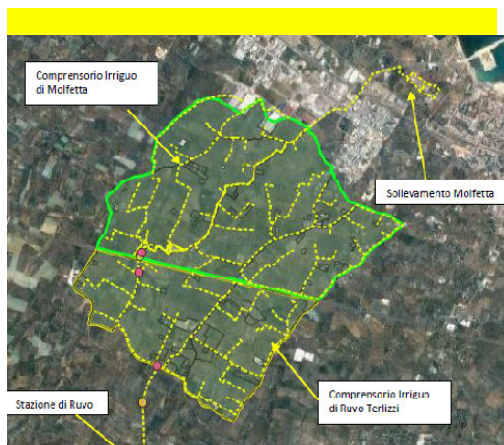 Comprensorio Irriguo
di Molfetta
Sollevamento Molfetta
Comprensorio Irriguo
di Ruvo Terlizzi
Stazione di Ruvo